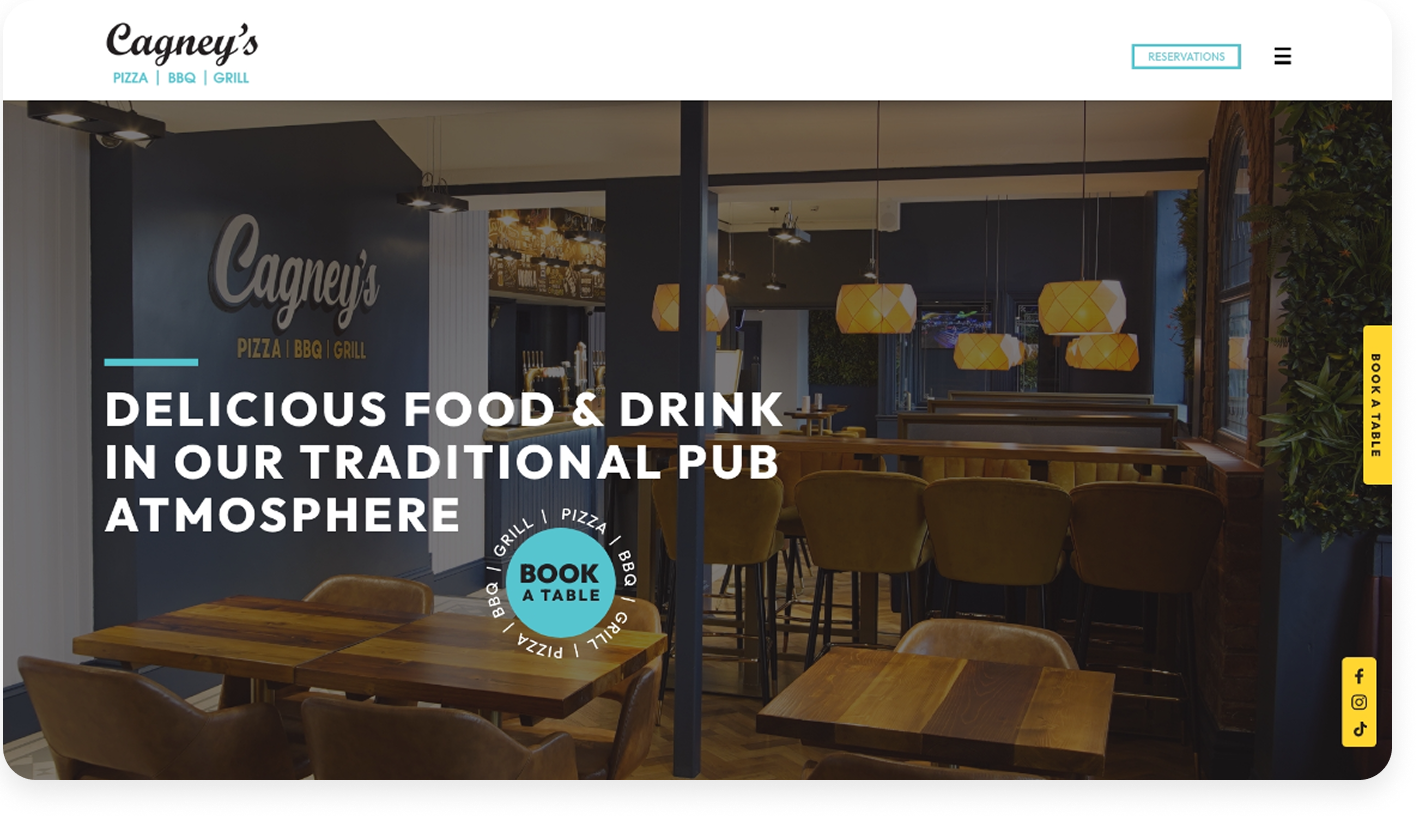 Cagney's
PIZZA | BBQ | GRILL
RESERVATIONS
Cagney's
PIZZA | BBQ | GRILL
DELICIOUS FOOD & DRINK
IN OUR TRADITIONAL PUB
ATMOSPHERE
PIZZA | BBQ | GRILL | PIZZA | BBQ | GRILL |
BOOK
A TABLE
BOOK A TABLE